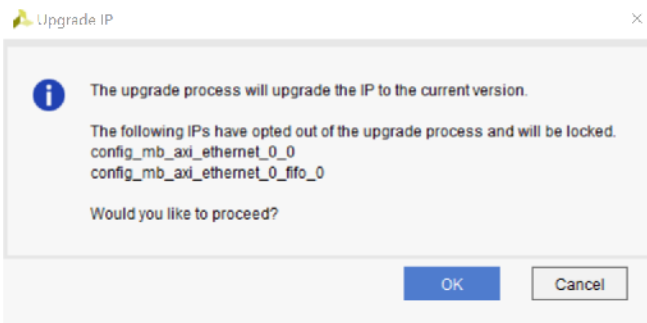 Upgrade IP
The upgrade process will upgrade the IP to the current version.
The following IPs have opted out of the upgrade process and will be locked.
config_mb_axi_ethernet_0_0
config_mb_axi_ethernet_0_fifo_0
Would you like to proceed?
OK
Cancel